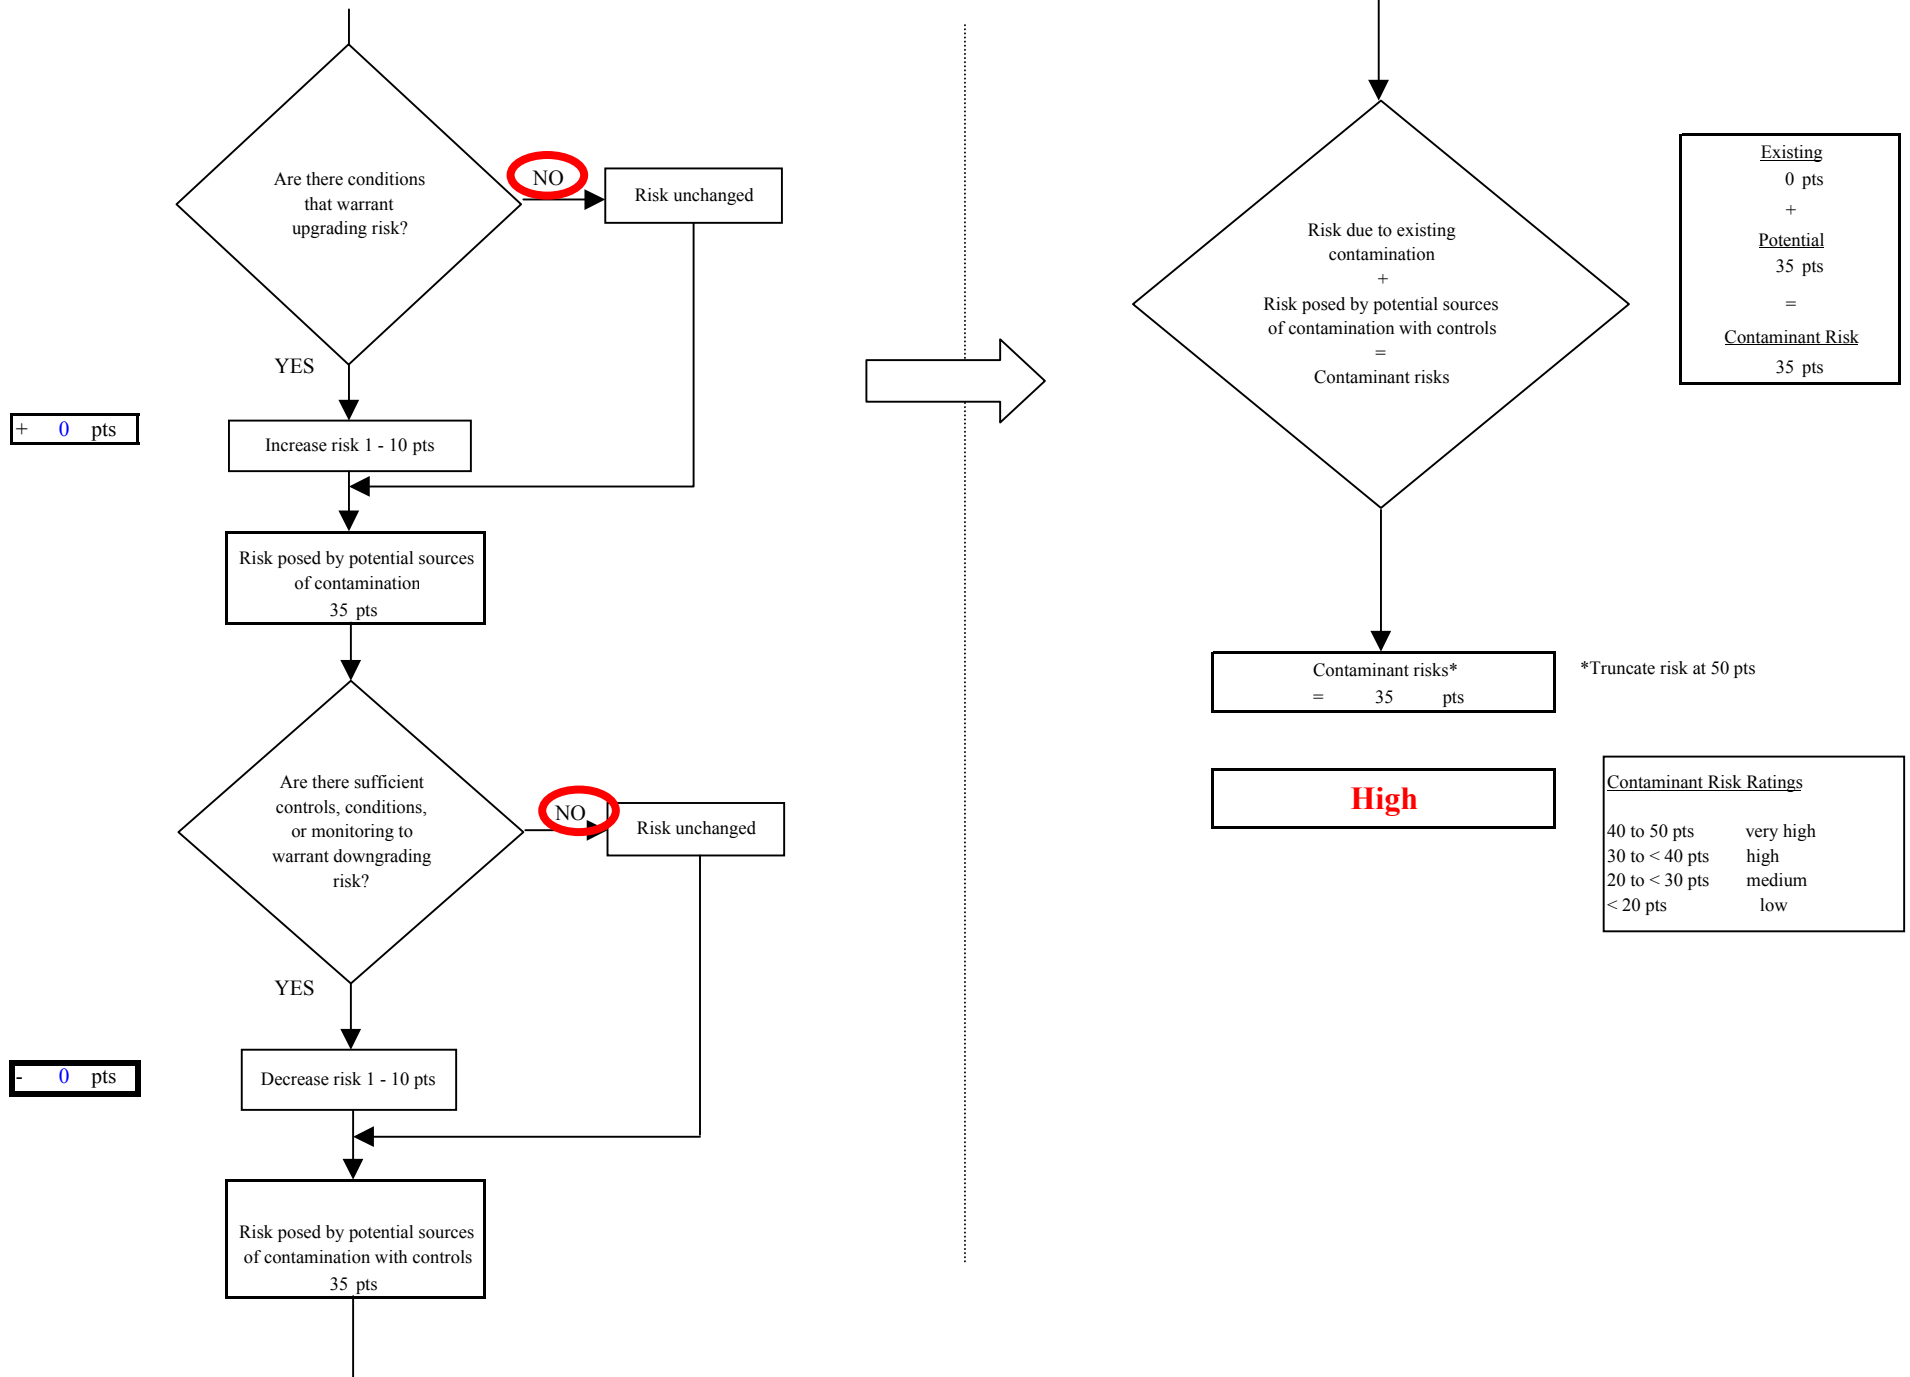 Are there conditions
that warrant
upgrading risk?
NO
Risk unchanged
YES
+ 0 pts
Increase risk 1 - 10 pts
Risk posed by potential sources
of contamination
35 pts
Are there sufficient
controls, conditions,
or monitoring to
warrant downgrading
risk?
NO
Risk unchanged
YES
- 0 pts
Decrease risk 1 - 10 pts
Risk posed by potential sources
of contamination with controls
35 pts
Risk due to existing
contamination
+
Risk posed by potential sources
of contamination with controls
=
Contaminant risks
Existing
0 pts
+
Potential
35 pts
=
Contaminant Risk
35 pts
Contaminant risks*
= 35 pts
*Truncate risk at 50 pts
High
Contaminant Risk Ratings
40 to 50 pts very high
30 to < 40 pts high
20 to < 30 pts medium
< 20 pts low